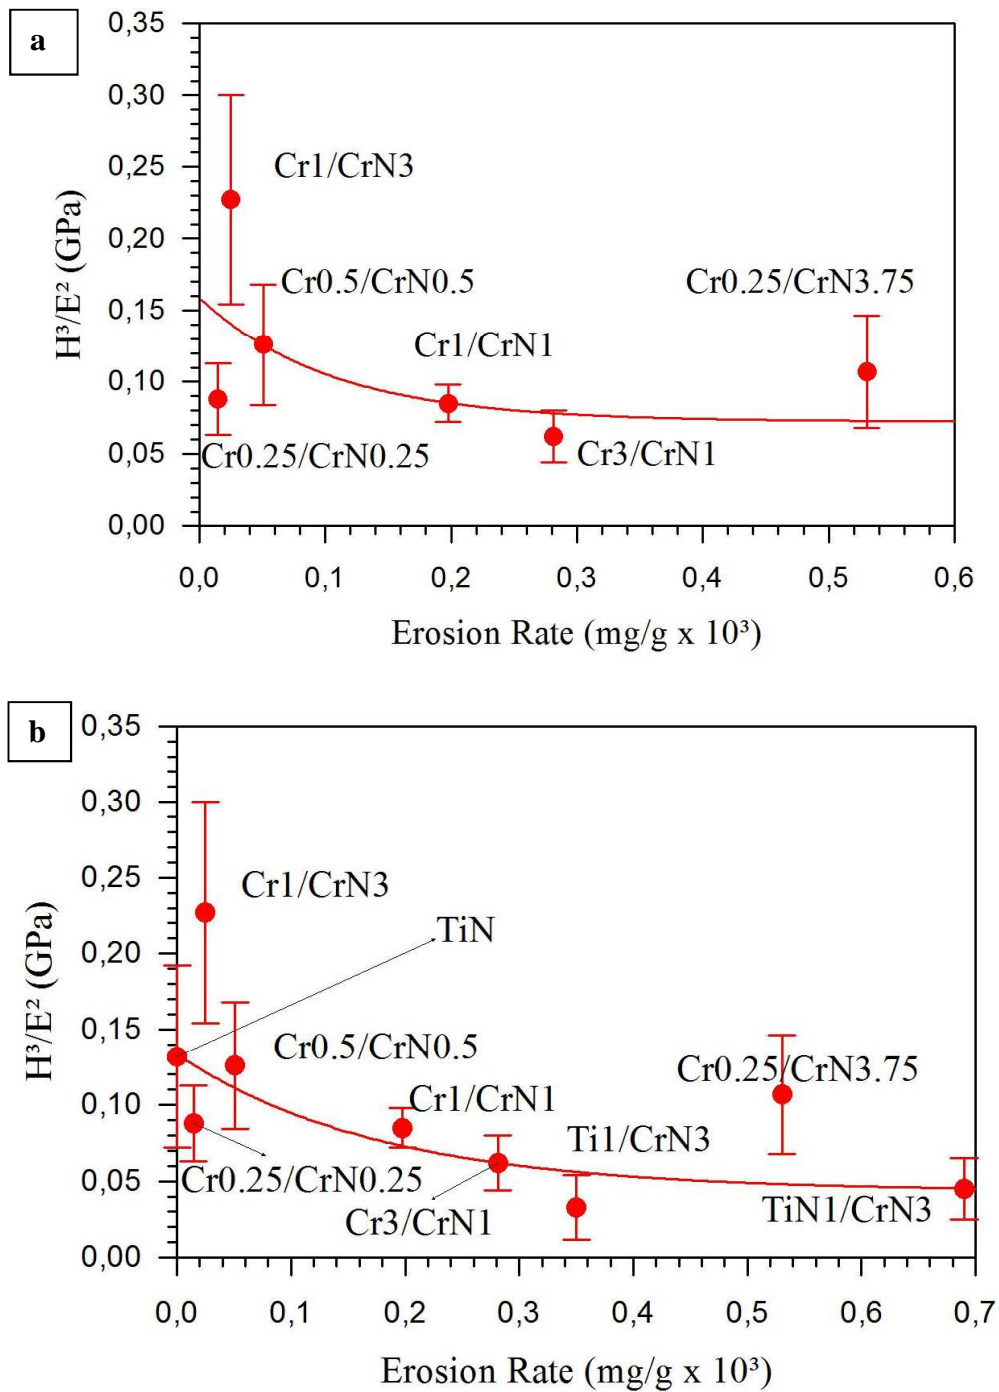 a
0,35
0,30
0,25
0,20
0,15
0,10
0,05
0,00
H³/E² (GPa)
Cr1/CrN3
Cr0.5/CrN0.5
Cr0.25/CrN3.75
Cr1/CrN1
Cr0.25/CrN0.25
Cr3/CrN1
0,0 0,1 0,2 0,3 0,4 0,5 0,6
Erosion Rate (mg/g x 10³)
b
0,35
0,30
0,25
0,20
0,15
0,10
0,05
0,00
H³/E² (GPa)
Cr1/CrN3
TiN
Cr0.5/CrN0.5
Cr0.25/CrN3.75
Cr1/CrN1
Ti1/CrN3
Cr0.25/CrN0.25
TiN1/CrN3
Cr3/CrN1
0,0 0,1 0,2 0,3 0,4 0,5 0,6 0,7
Erosion Rate (mg/g x 10³)